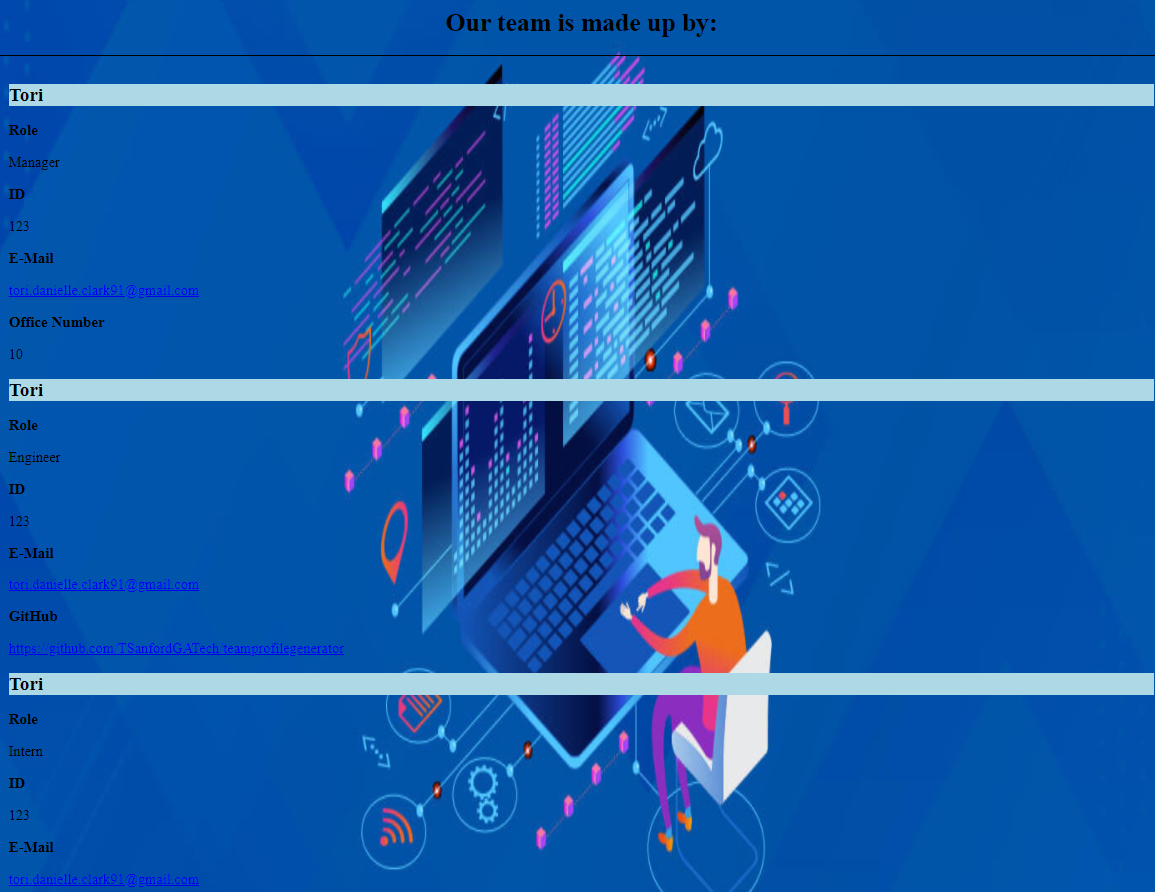 Our team is made up by:
Tori
Role
Manager
ID
123
E-Mail
tori.danielle.clark91@gmail.com
Office Number
10
Tori
Role
Engineer
ID
123
E-Mail
tori.danielle.clark91@gmail.com
GitHub
https://github.com/TSanfordGATech/teamprofilegenerator
Tori
Role
Intern
ID
123
E-Mail
tori.danielle.clark91@gmail.com